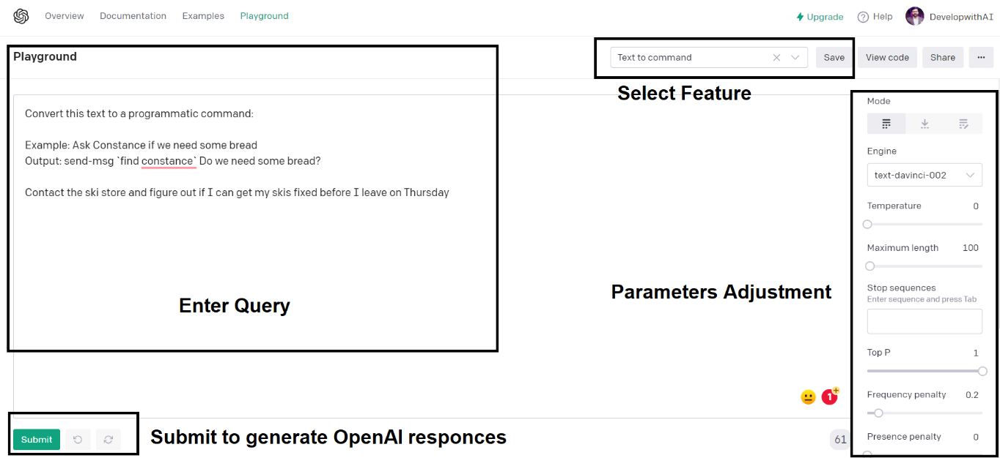 Overview Documentation Examples Playground
Upgrade Help DevelopwithAI
Playground
Text to command Save View code Share
Select Feature
Convert this text to a programmatic command:
Example: Ask Constance if we need some bread
Output: send-msg `find constance` Do we need some bread?
Contact the ski store and figure out if I can get my skis fixed before I leave on Thursday
Enter Query
Parameters Adjustment
Mode
Engine
text-davinci-002
Temperature 0
Maximum length 100
Stop sequences
Enter sequence and press Tab
Top P 1
Frequency penalty 0.2
Presence penalty 0
1
Submit
Submit to generate OpenAI responces
61